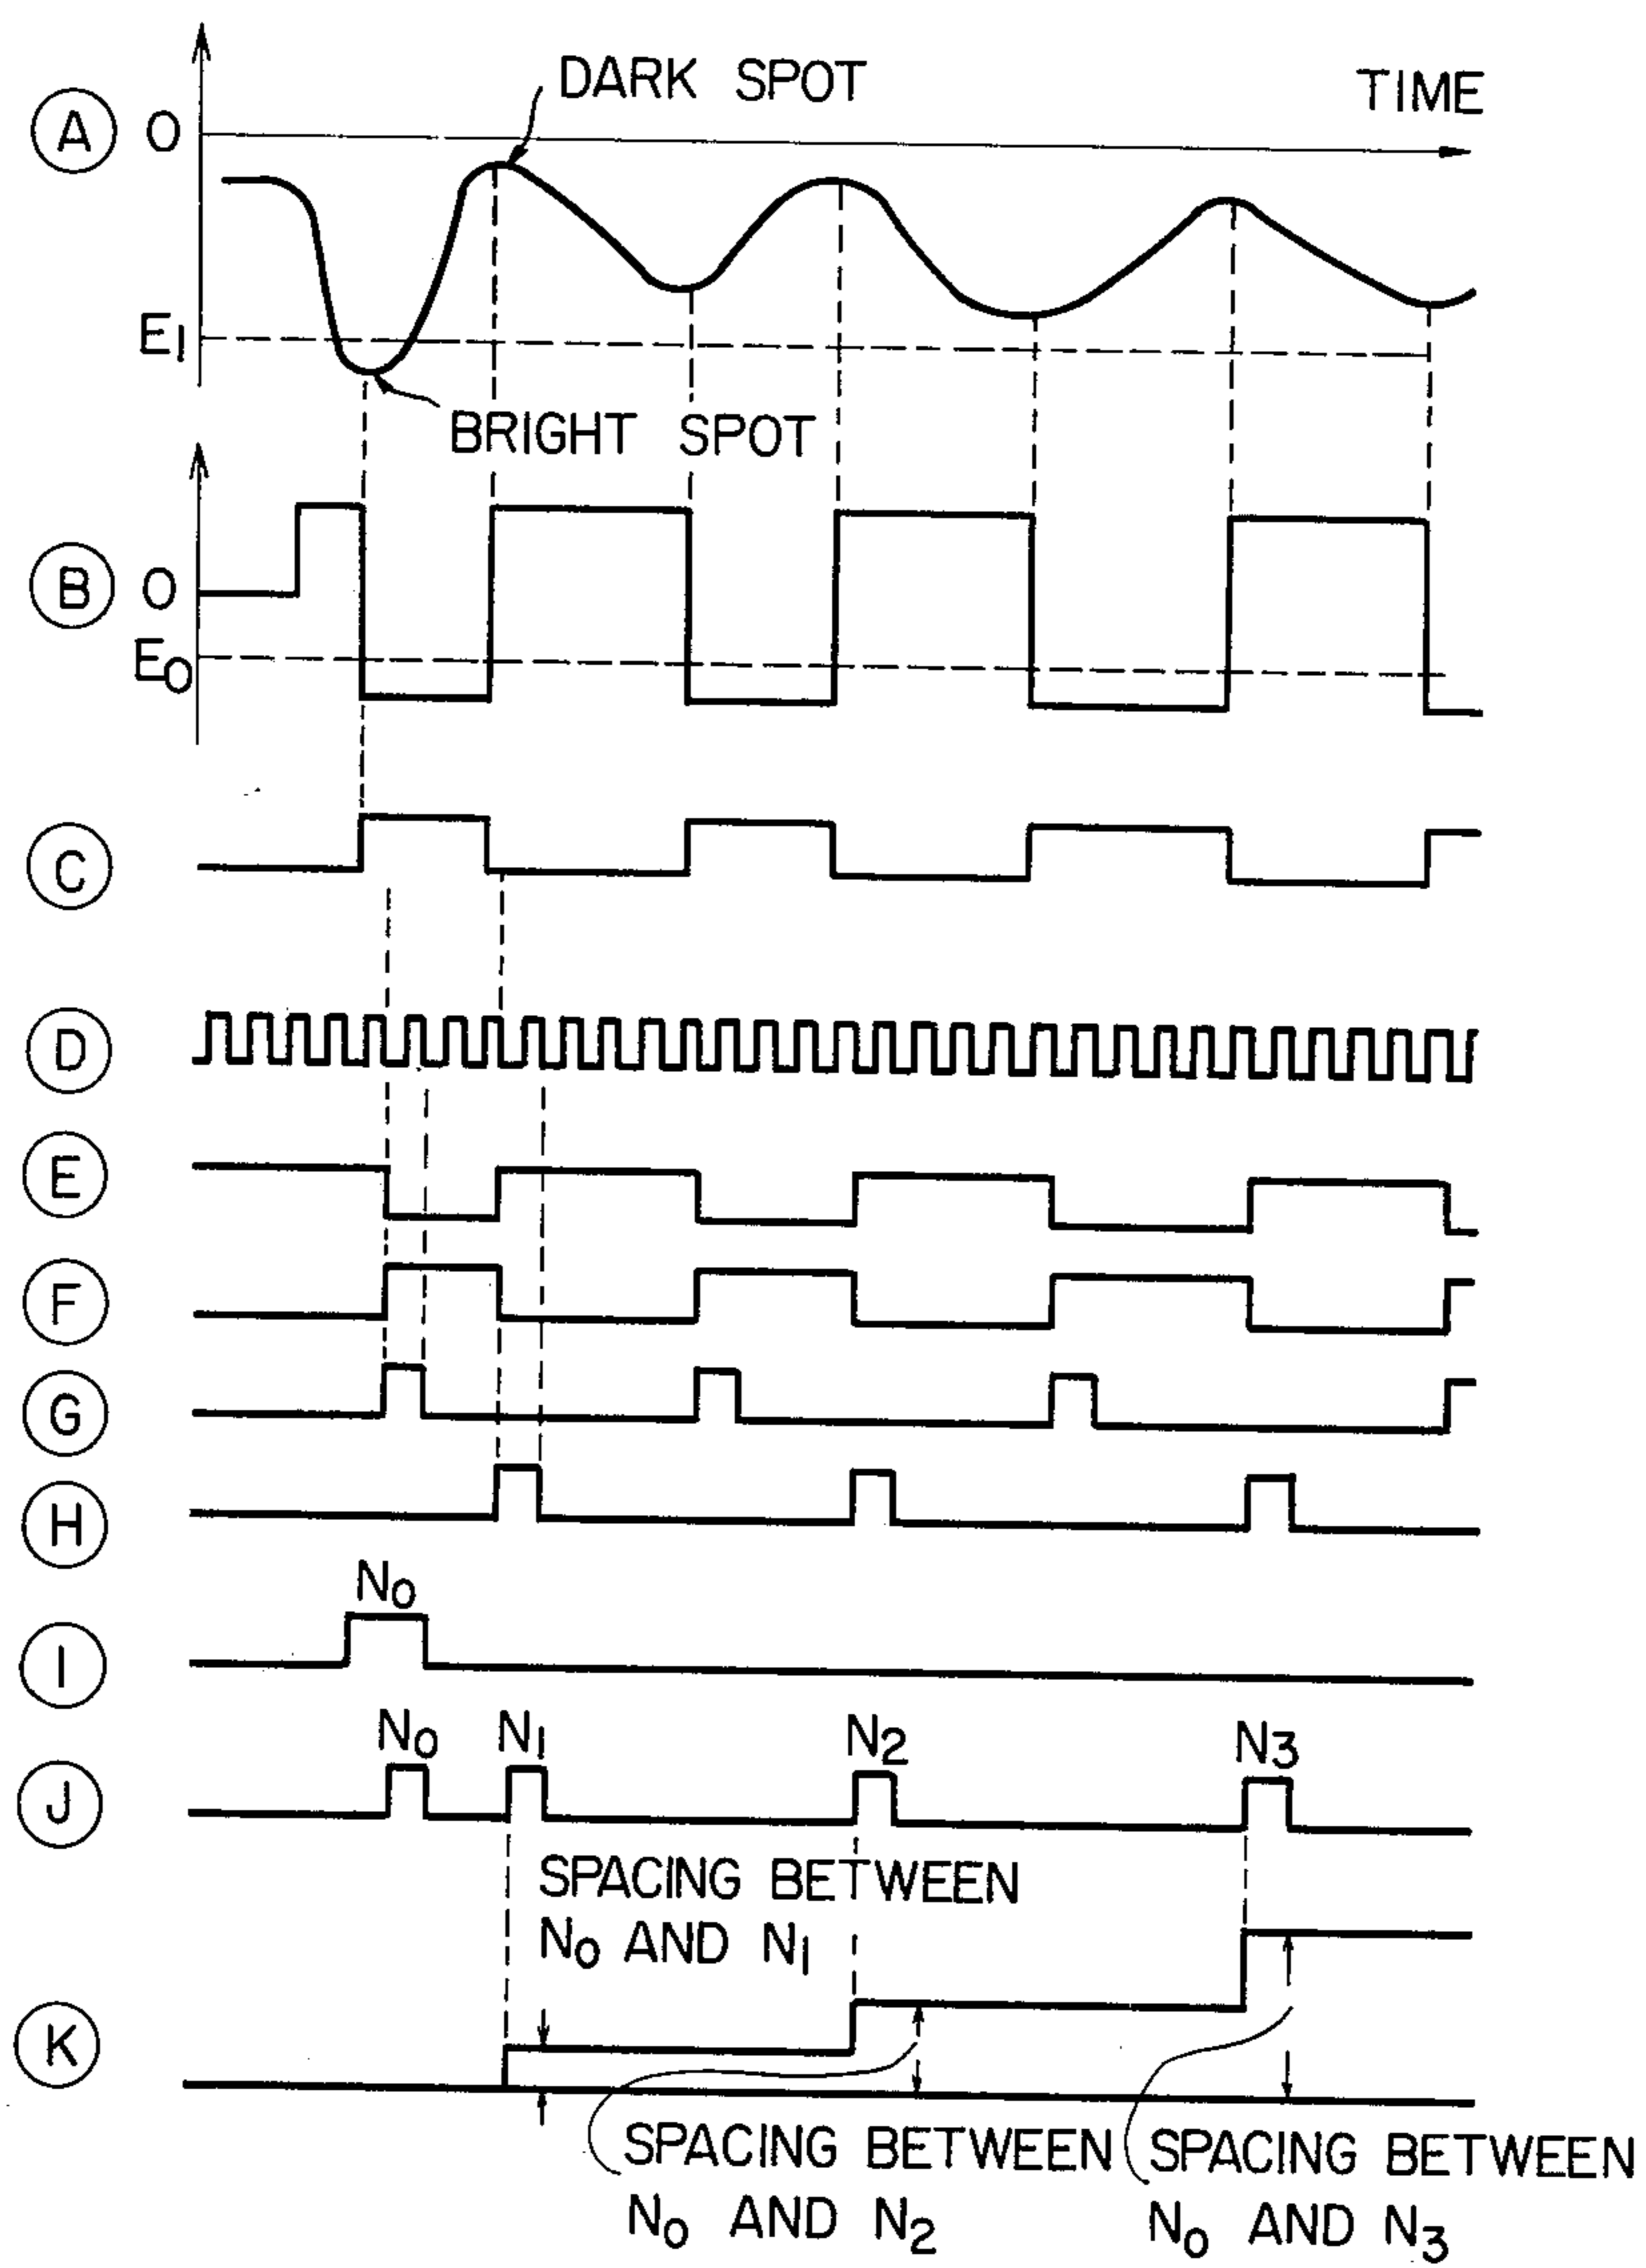 DARK SPOT
TIME
A
O
E1
BRIGHT SPOT
B
O
E0
C
D
E
F
G
H
N0
I
N0 N1 N2 N3
J
SPACING BETWEEN
N0 AND N1
K
SPACING BETWEEN
N0 AND N2
SPACING BETWEEN
N0 AND N3